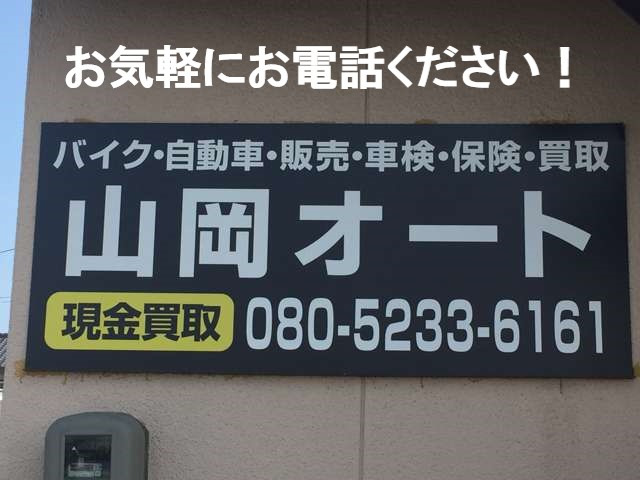 お気軽にお電話ください！
バイク・自動車・販売・車検・保険・買取
山岡オート
現金買取 080-5233-6161